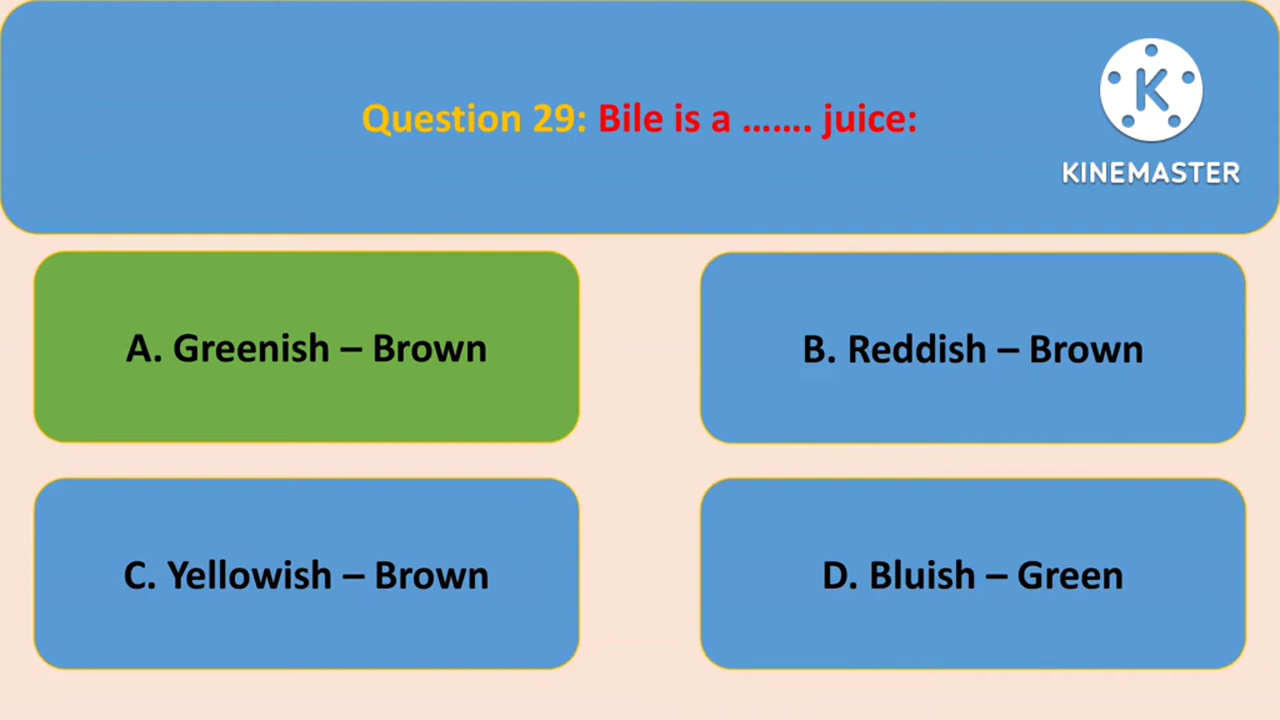 Question 29: Bile is a ……. juice:
K
KINEMASTER
A. Greenish – Brown
B. Reddish – Brown
C. Yellowish – Brown
D. Bluish – Green